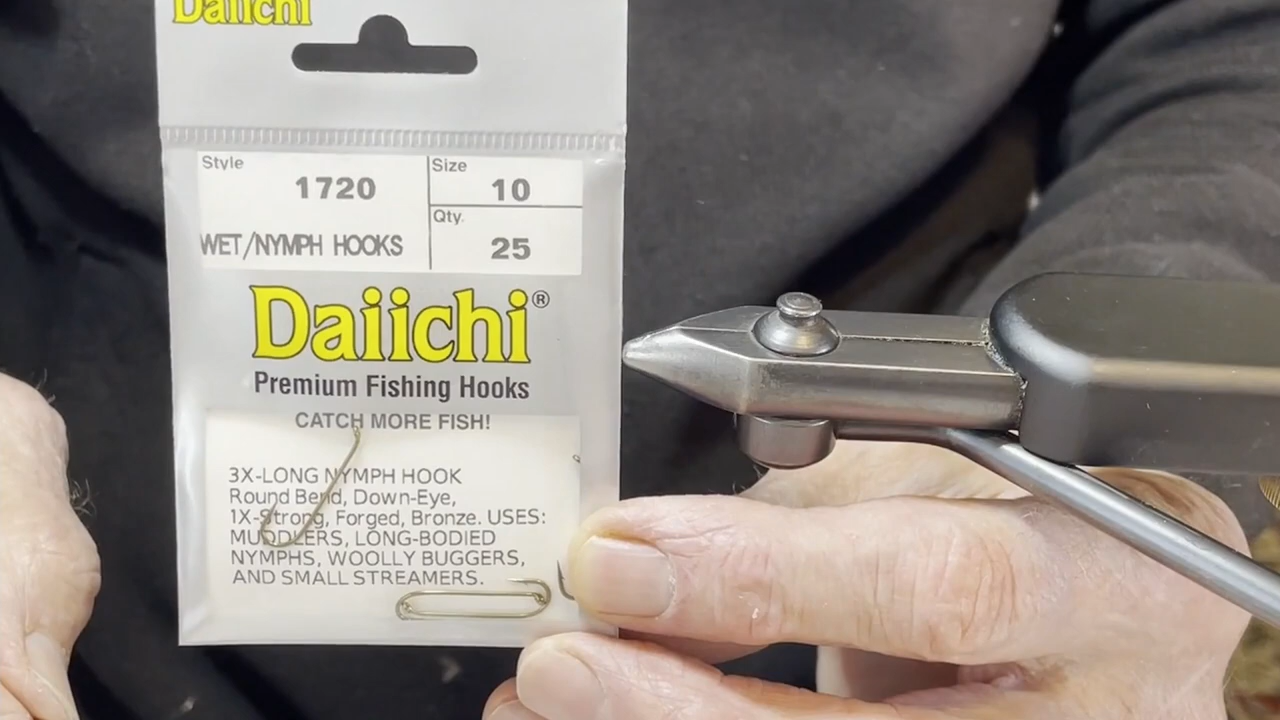 Daiichi
Style
1720
WET/NYMPH HOOKS
Size
10
Qty.
25
Daiichi®
Premium Fishing Hooks
CATCH MORE FISH!
3X-LONG NYMPH HOOK
Round Bend, Down-Eye,
1X-Strong, Forged, Bronze. USES:
MUDDLERS, LONG-BODIED
NYMPHS, WOOLLY BUGGERS,
AND SMALL STREAMERS.